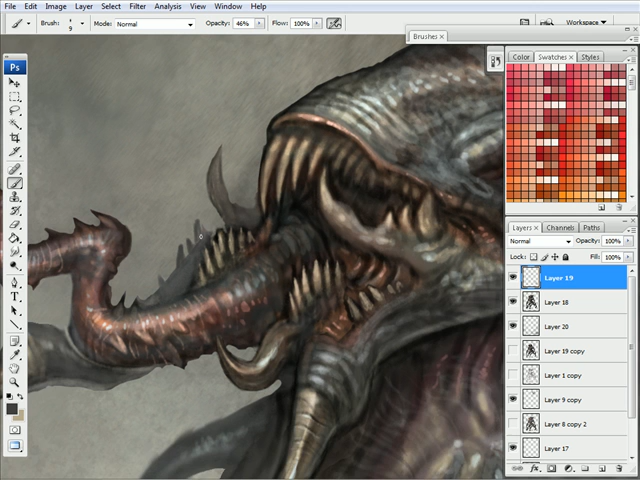 File Edit Image Layer Select Filter Analysis View Window Help
Brush: 9 Mode: Normal Opacity: 46% Flow: 100% Workspace
Brushes ×
Ps
Color Swatches × Styles
Layers × Channels Paths
Normal Opacity: 100%
Lock: Fill: 100%
Layer 19
Layer 18
Layer 20
Layer 19 copy
Layer 1 copy
Layer 9 copy
Layer 8 copy 2
Layer 17
T
fx